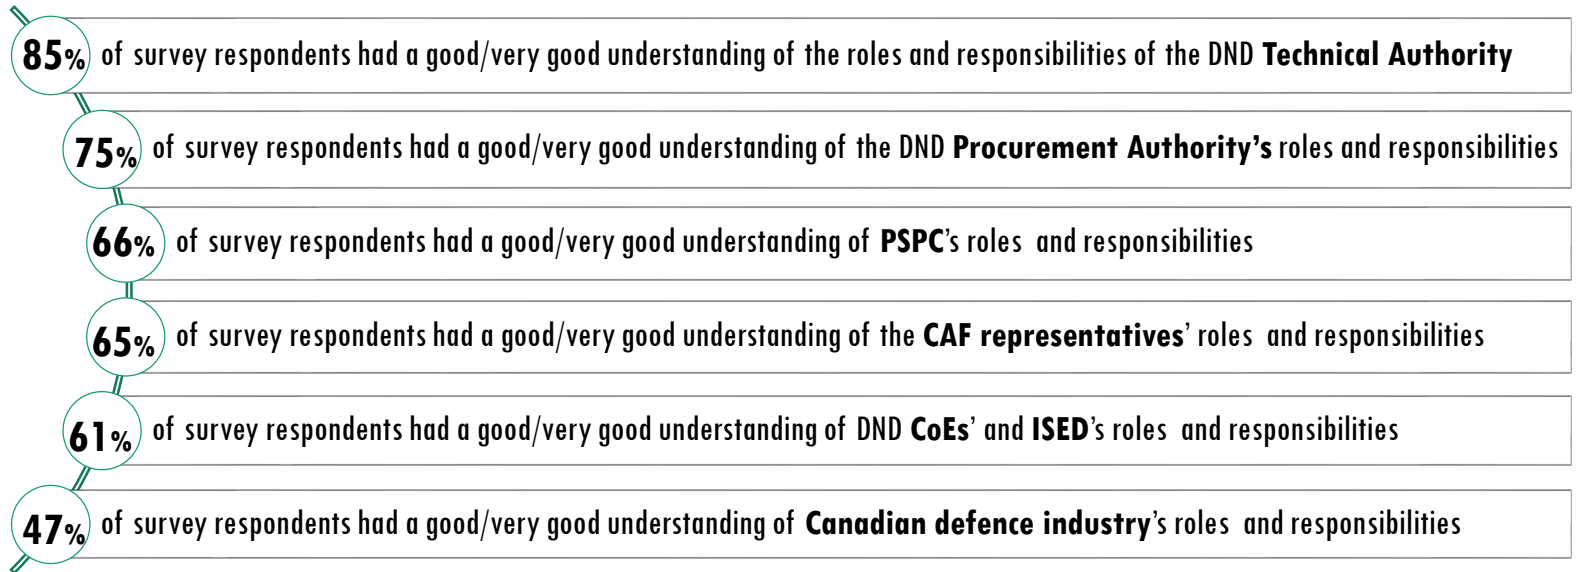 85% of survey respondents had a good/very good understanding of the roles and responsibilities of the DND Technical Authority
75% of survey respondents had a good/very good understanding of the DND Procurement Authority’s roles and responsibilities
66% of survey respondents had a good/very good understanding of PSPC’s roles and responsibilities
65% of survey respondents had a good/very good understanding of the CAF representatives’ roles and responsibilities
61% of survey respondents had a good/very good understanding of DND CoEs’ and ISED’s roles and responsibilities
47% of survey respondents had a good/very good understanding of Canadian defence industry’s roles and responsibilities